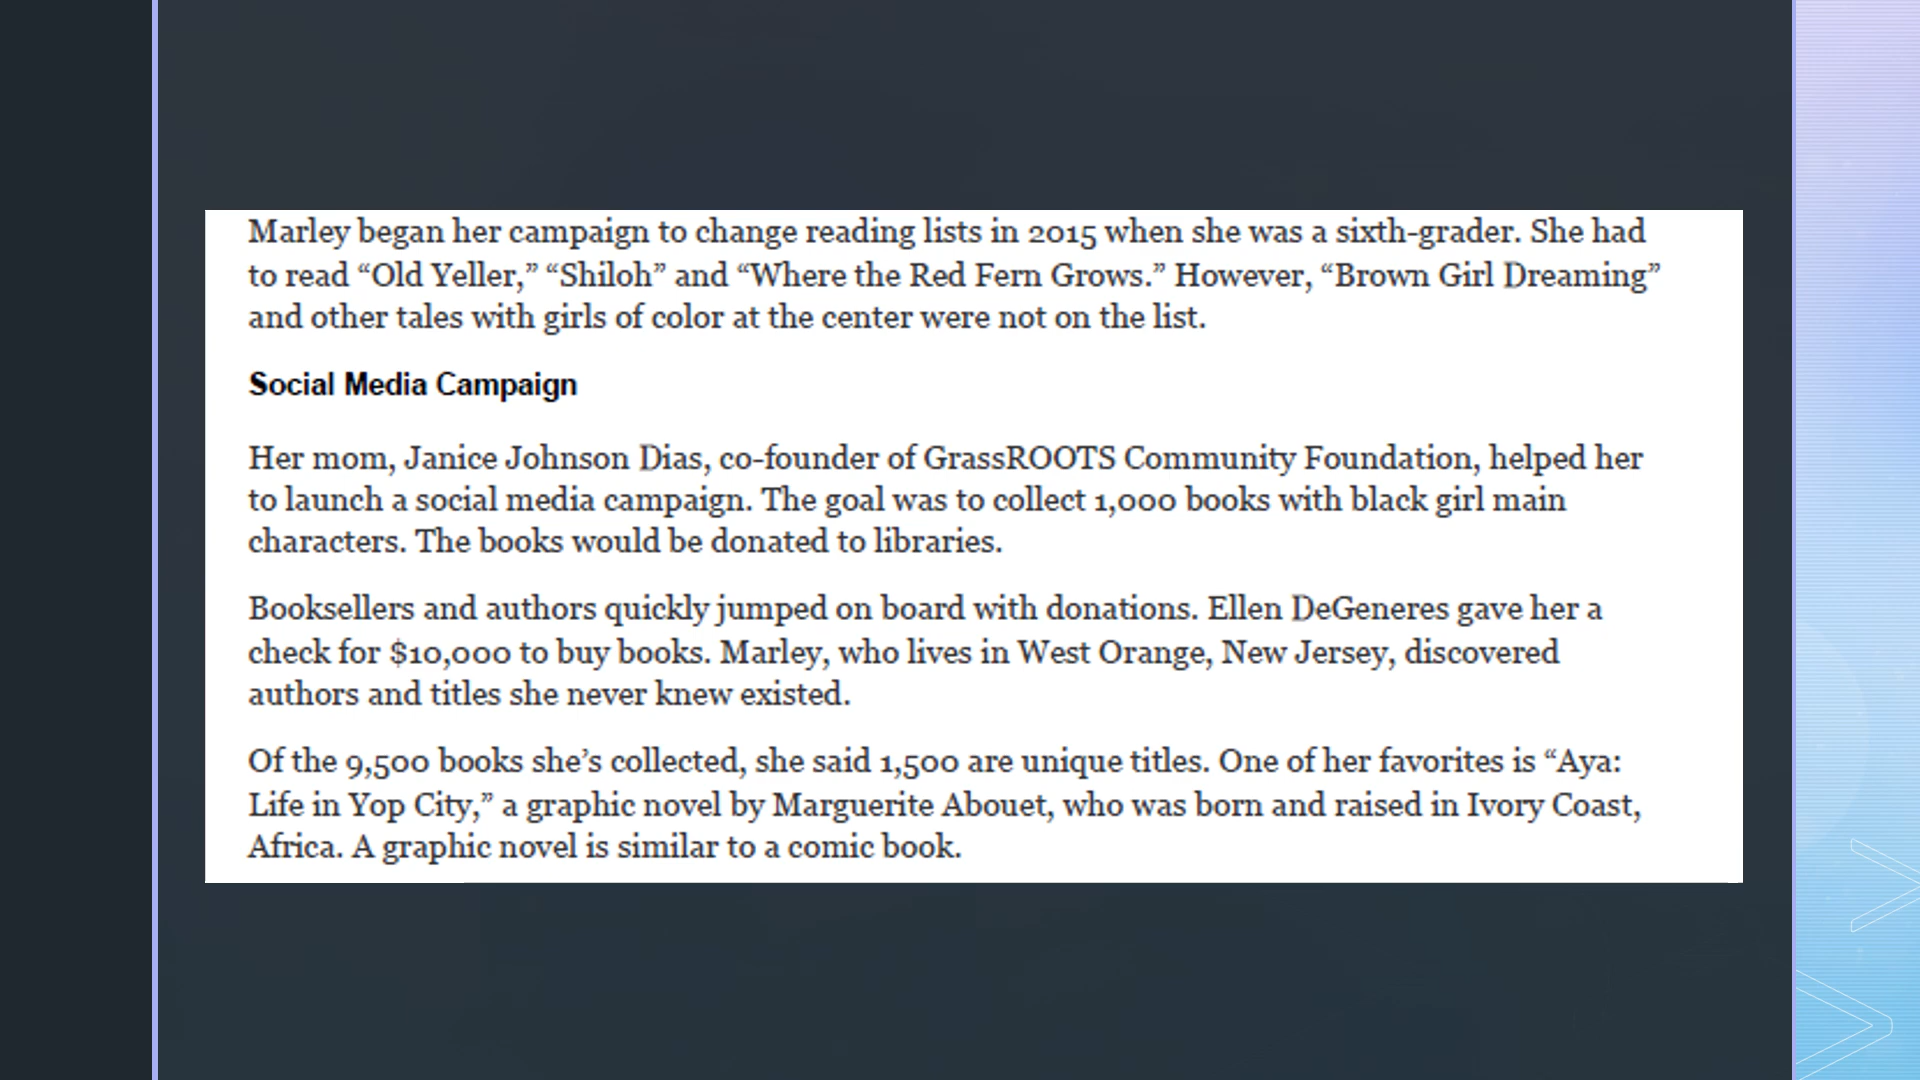 Marley began her campaign to change reading lists in 2015 when she was a sixth-grader. She had
to read “Old Yeller,” “Shiloh” and “Where the Red Fern Grows.” However, “Brown Girl Dreaming”
and other tales with girls of color at the center were not on the list.
Social Media Campaign
Her mom, Janice Johnson Dias, co-founder of GrassROOTS Community Foundation, helped her
to launch a social media campaign. The goal was to collect 1,000 books with black girl main
characters. The books would be donated to libraries.
Booksellers and authors quickly jumped on board with donations. Ellen DeGeneres gave her a
check for $10,000 to buy books. Marley, who lives in West Orange, New Jersey, discovered
authors and titles she never knew existed.
Of the 9,500 books she’s collected, she said 1,500 are unique titles. One of her favorites is “Aya:
Life in Yop City,” a graphic novel by Marguerite Abouet, who was born and raised in Ivory Coast,
Africa. A graphic novel is similar to a comic book.